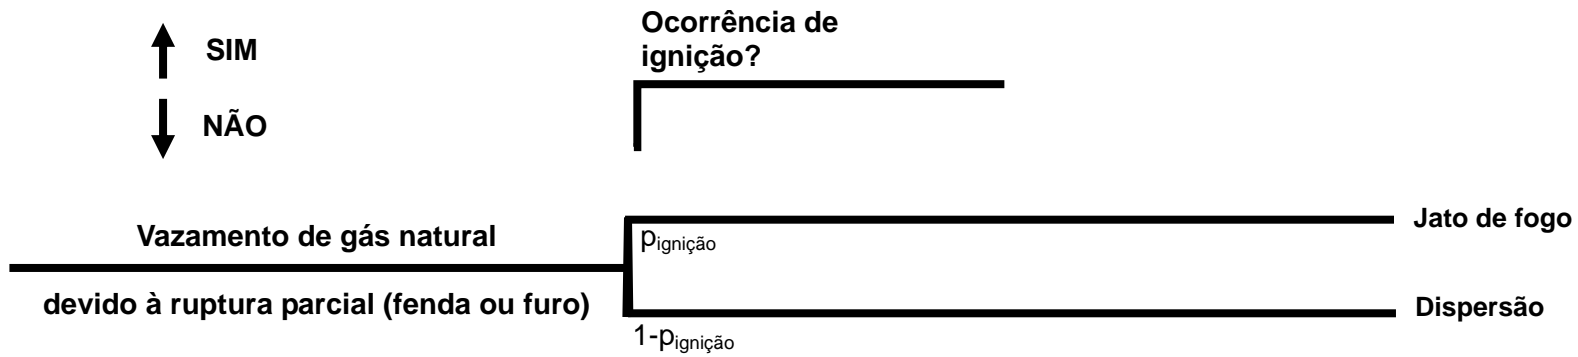 Ocorrência de
ignição?
SIM
NÃO
Vazamento de gás natural
devido à ruptura parcial (fenda ou furo)
pignição
1-pignição
Jato de fogo
Dispersão